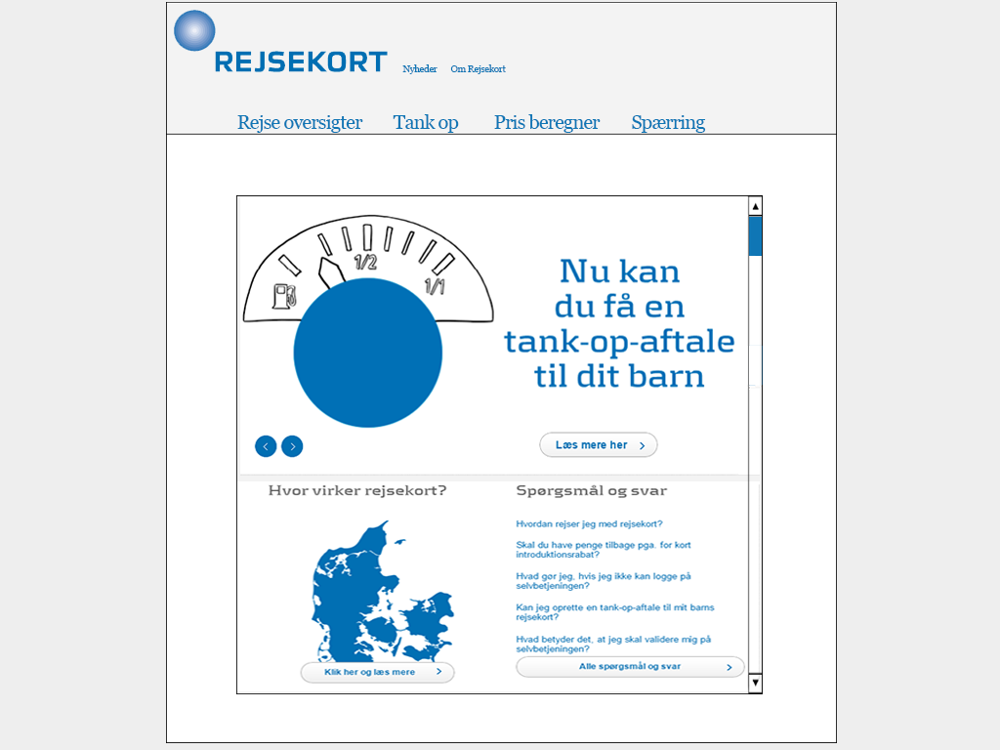 REJSEKORT
Nyheder Om Rejsekort
Rejse oversigter Tank op Pris beregner Spærring
1/2
1/1
Nu kan
du få en
tank-op-aftale
til dit barn
Læs mere her
Hvor virker rejsekort?
Klik her og læs mere
Spørgsmål og svar
Hvordan rejser jeg med rejsekort?
Skal du have penge tilbage pga. for kort
introduktionsrabat?
Hvad gør jeg, hvis jeg ikke kan logge på
selvbetjeningen?
Kan jeg oprette en tank-op-aftale til mit barns
rejsekort?
Hvad betyder det, at jeg skal validere mig på
selvbetjeningen?
Alle spørgsmål og svar